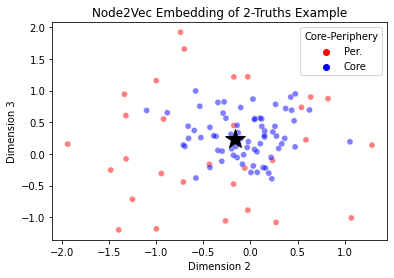 Node2Vec Embedding of 2-Truths Example
Core-Periphery
Per.
Core
Dimension 3
2.0
1.5
1.0
0.5
0.0
−0.5
−1.0
−2.0 −1.5 −1.0 −0.5 0.0 0.5 1.0
Dimension 2